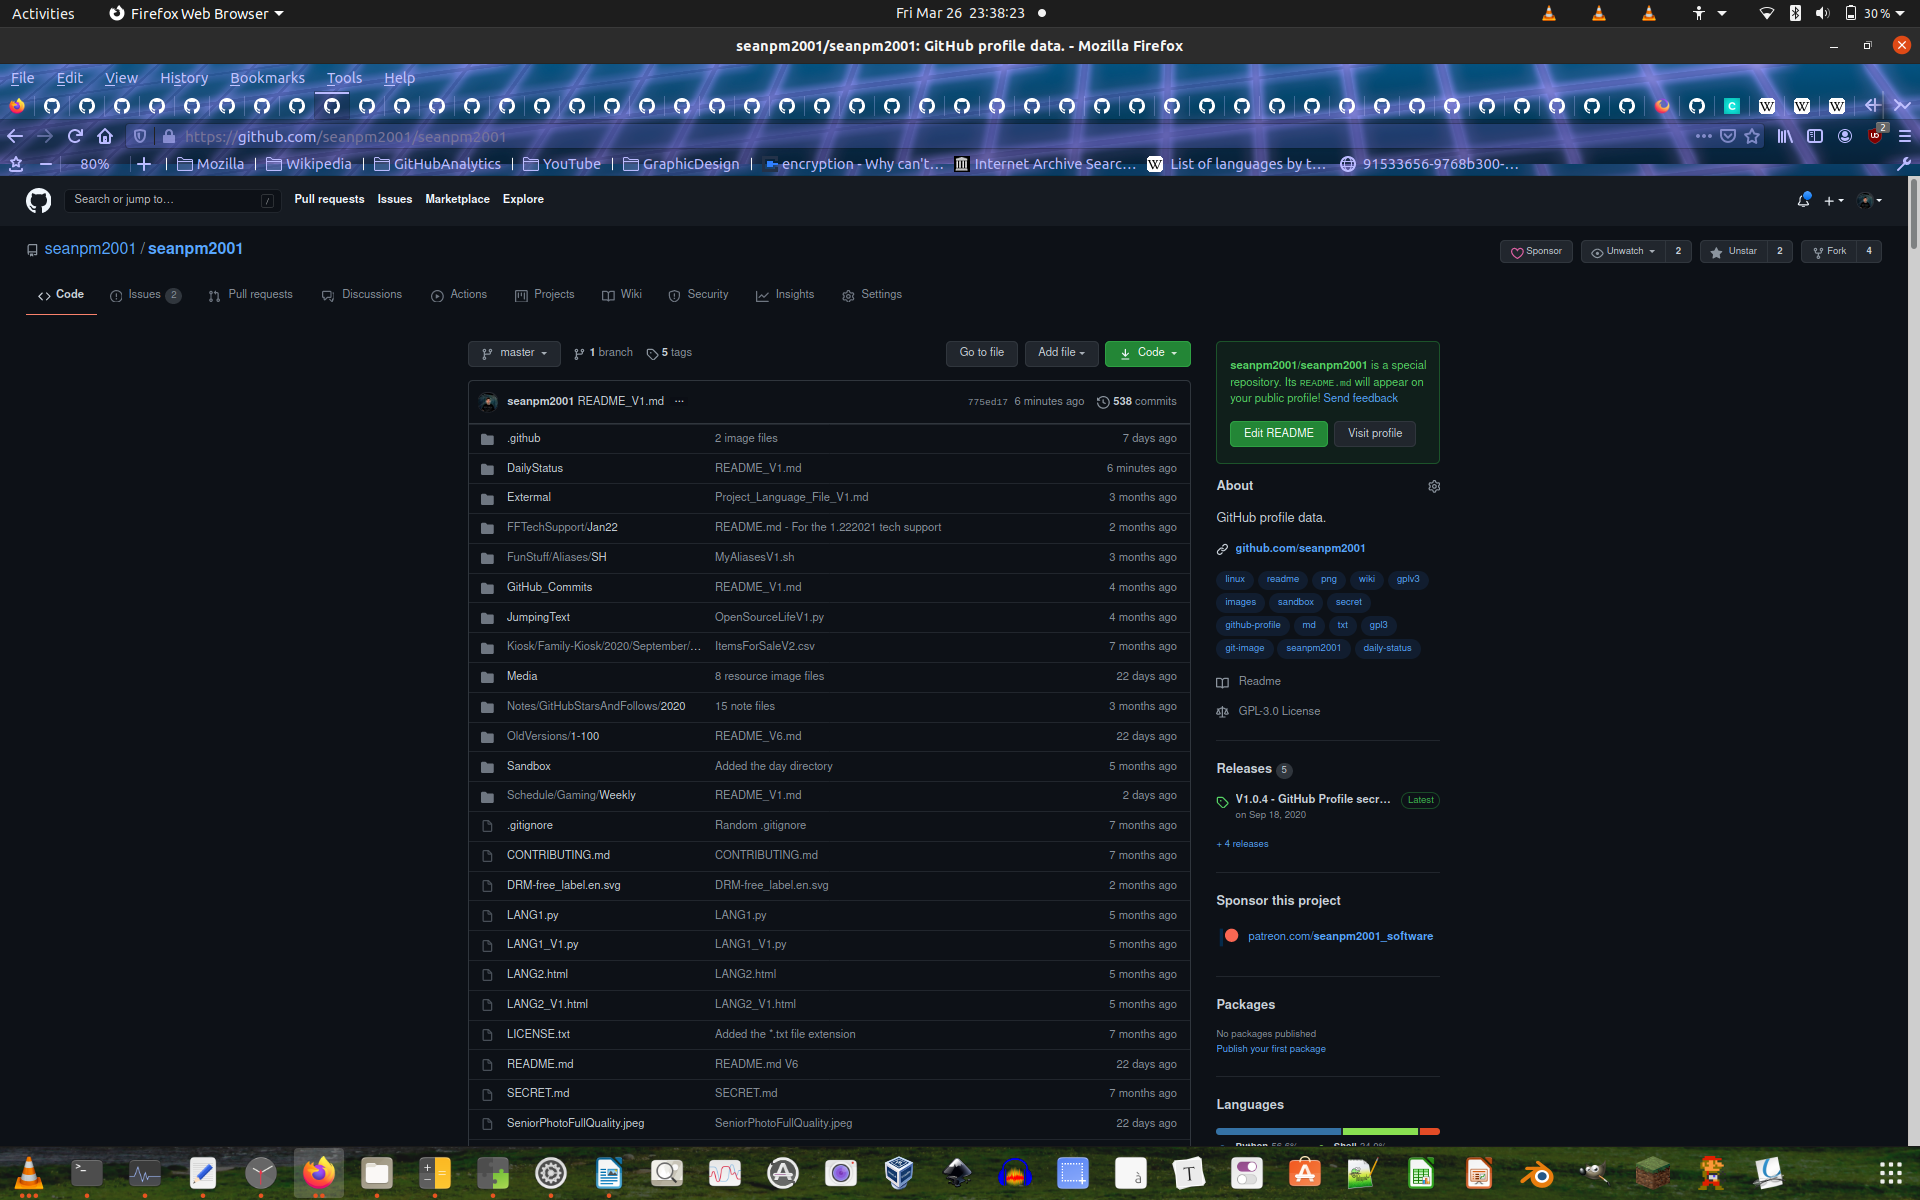 Activities Firefox Web Browser Fri Mar 26 23:38:23 30 %
seanpm2001/seanpm2001: GitHub profile data. - Mozilla Firefox
File Edit View History Bookmarks Tools Help
https://github.com/seanpm2001/seanpm2001 2
80% Mozilla Wikipedia GitHubAnalytics YouTube GraphicDesign encryption - Why can't... Internet Archive Searc... List of languages by t... 91533656-9768b300-...
Search or jump to... / Pull requests Issues Marketplace Explore
seanpm2001 / seanpm2001 Sponsor Unwatch 2 Unstar 2 Fork 4
Code Issues 2 Pull requests Discussions Actions Projects Wiki Security Insights Settings
master 1 branch 5 tags Go to file Add file Code
seanpm2001 README_V1.md ... 775ed17 6 minutes ago 538 commits
.github 2 image files 7 days ago
DailyStatus README_V1.md 6 minutes ago
Extermal Project_Language_File_V1.md 3 months ago
FFTechSupport/Jan22 README.md - For the 1.222021 tech support 2 months ago
FunStuff/Aliases/SH MyAliasesV1.sh 3 months ago
GitHub_Commits README_V1.md 4 months ago
JumpingText OpenSourceLifeV1.py 4 months ago
Kiosk/Family-Kiosk/2020/September/... ItemsForSaleV2.csv 7 months ago
Media 8 resource image files 22 days ago
Notes/GitHubStarsAndFollows/2020 15 note files 3 months ago
OldVersions/1-100 README_V6.md 22 days ago
Sandbox Added the day directory 5 months ago
Schedule/Gaming/Weekly README_V1.md 2 days ago
.gitignore Random .gitignore 7 months ago
CONTRIBUTING.md CONTRIBUTING.md 7 months ago
DRM-free_label.en.svg DRM-free_label.en.svg 2 months ago
LANG1.py LANG1.py 5 months ago
LANG1_V1.py LANG1_V1.py 5 months ago
LANG2.html LANG2.html 5 months ago
LANG2_V1.html LANG2_V1.html 5 months ago
LICENSE.txt Added the *.txt file extension 7 months ago
README.md README.md V6 22 days ago
SECRET.md SECRET.md 7 months ago
SeniorPhotoFullQuality.jpeg SeniorPhotoFullQuality.jpeg 22 days ago
seanpm2001/seanpm2001 is a special
repository. Its README.md will appear on
your public profile! Send feedback
Edit README Visit profile
About
GitHub profile data.
github.com/seanpm2001
linux readme png wiki gplv3
images sandbox secret
github-profile md txt gpl3
git-image seanpm2001 daily-status
Readme
GPL-3.0 License
Releases 5
V1.0.4 - GitHub Profile secr... Latest
on Sep 18, 2020
+ 4 releases
Sponsor this project
patreon.com/seanpm2001_software
Packages
No packages published
Publish your first package
Languages